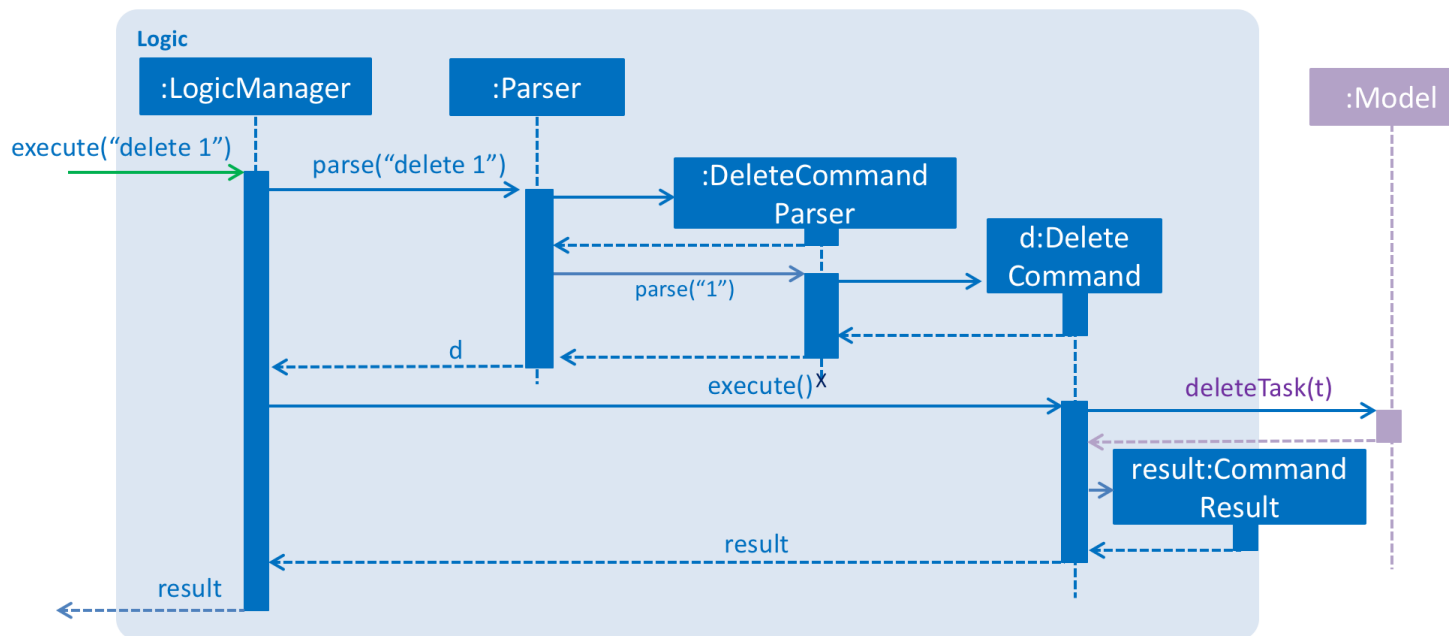 Logic
:LogicManager
:Parser
:Model
execute(“delete 1”)
parse(“delete 1”)
:DeleteCommand
Parser
d:Delete
Command
parse(“1”)
d
execute()
X
deleteTask(t)
result:Command
Result
result
result